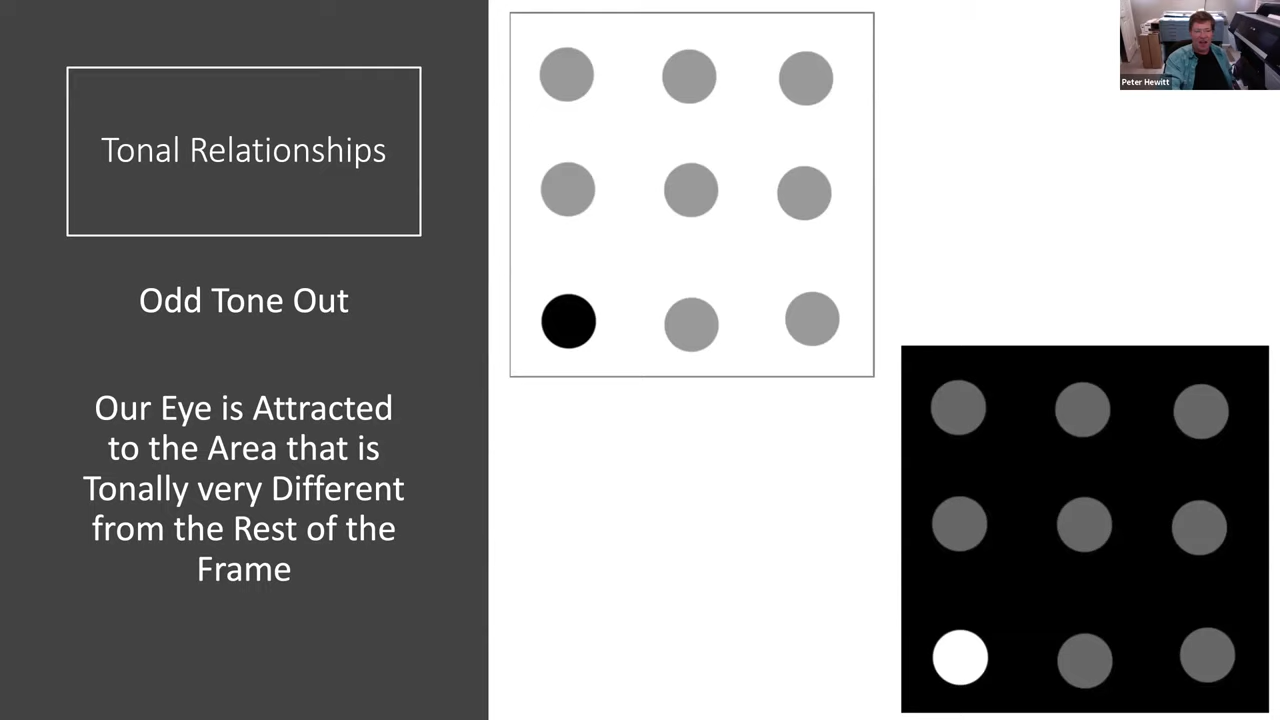 Tonal Relationships
Odd Tone Out
Our Eye is Attracted
to the Area that is
Tonally very Different
from the Rest of the
Frame
Peter Hewitt